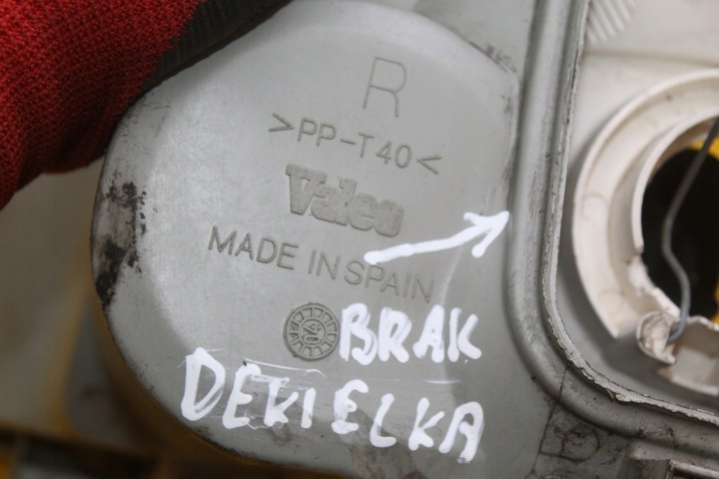 R
>PP-T40<
Valeo
MADE IN SPAIN
BRAK
DEKIELKA